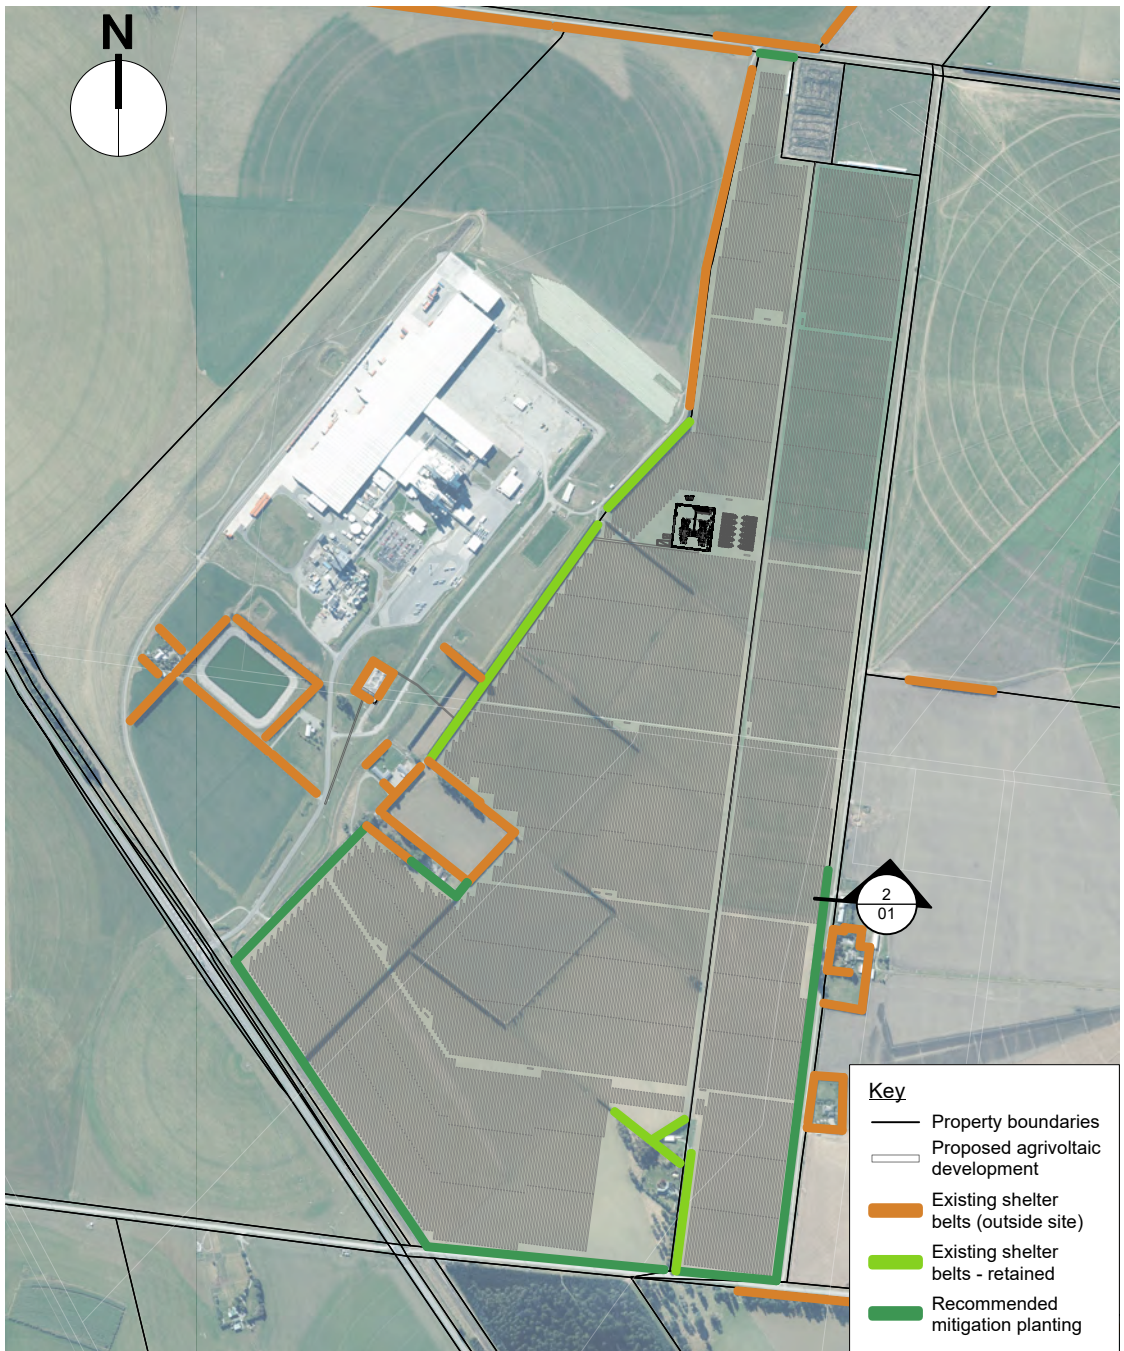 N
2
01
Key
Property boundaries
Proposed agrivoltaic
development
Existing shelter
belts (outside site)
Existing shelter
belts - retained
Recommended
mitigation planting